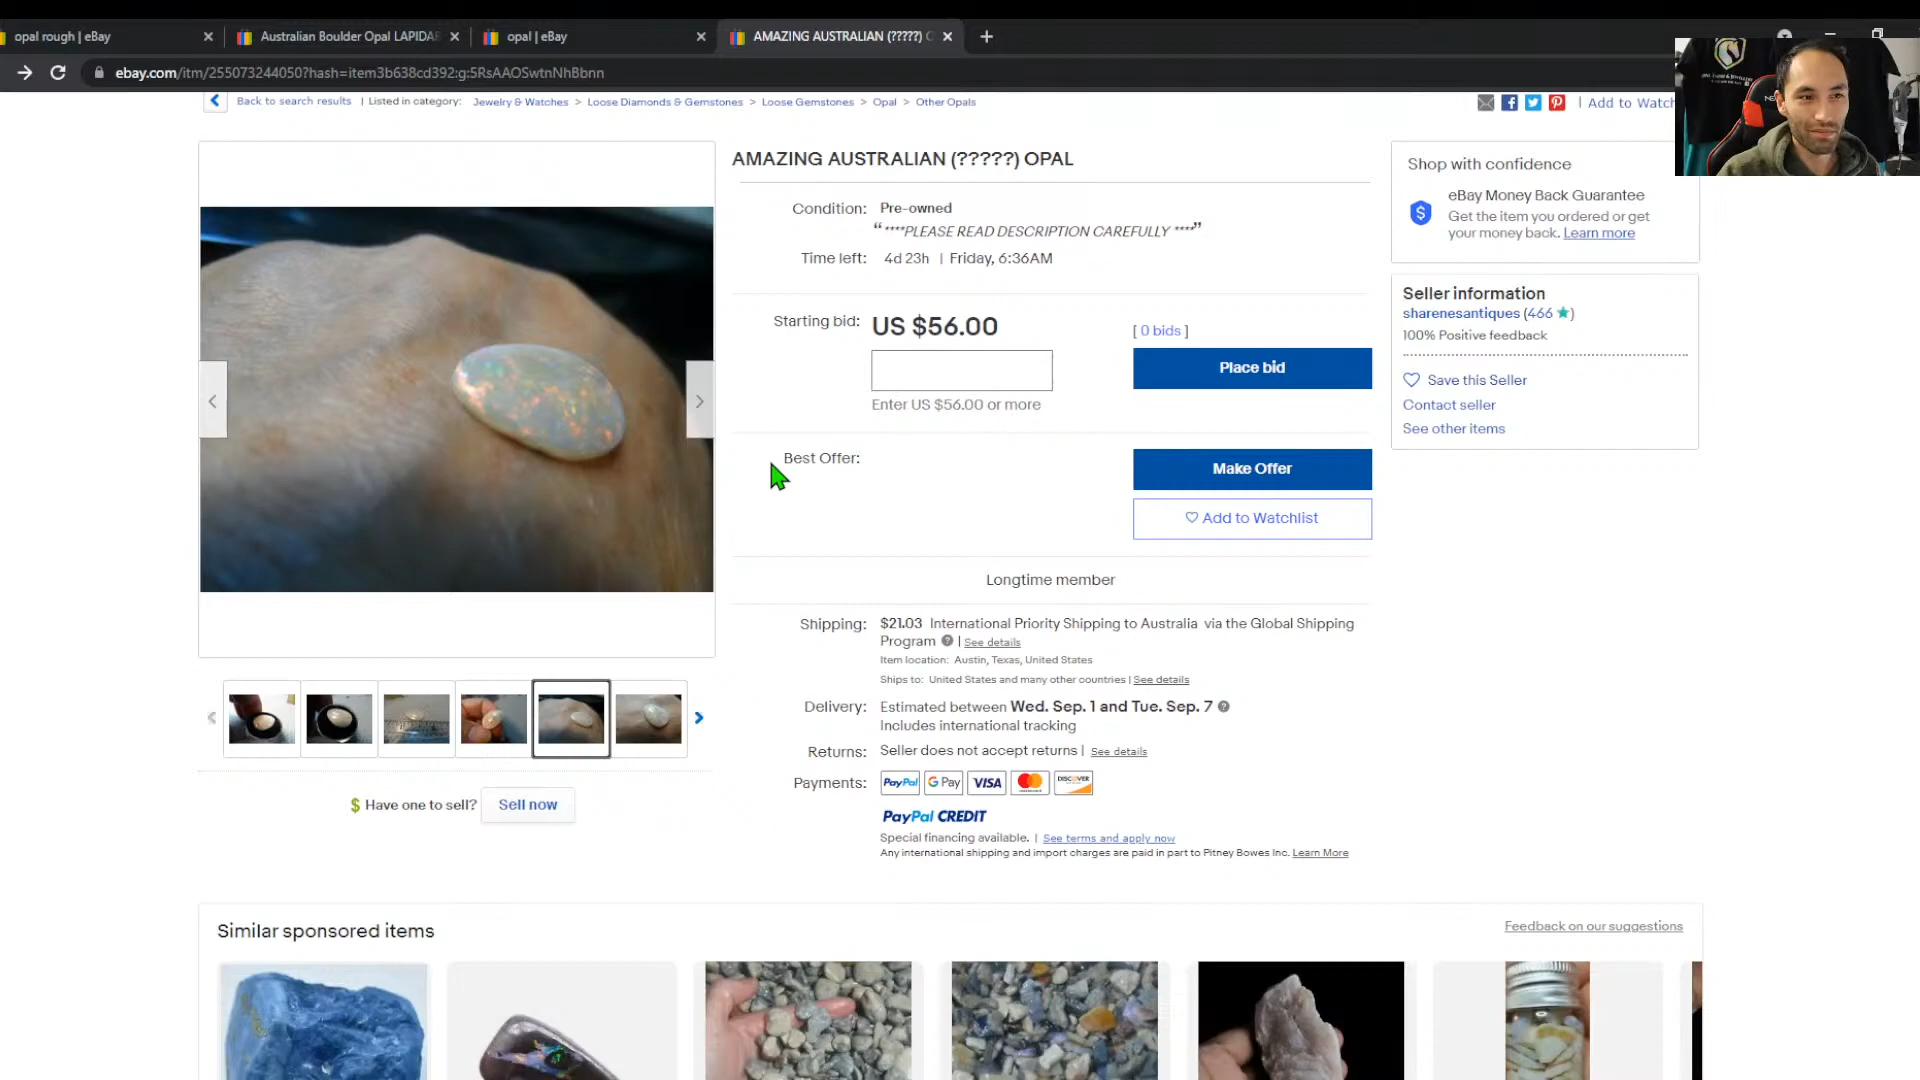 opal rough | eBay
Australian Boulder Opal LAPIDAR
opal | eBay
AMAZING AUSTRALIAN (?????) O
ebay.com/itm/255073244050?hash=item3b638cd392:g:5RsAAOSwtnNhBbnn
Back to search results | Listed in category: Jewelry & Watches > Loose Diamonds & Gemstones > Loose Gemstones > Opal > Other Opals
| Add to Watch
AMAZING AUSTRALIAN (?????) OPAL
Condition: Pre-owned
“ ****PLEASE READ DESCRIPTION CAREFULLY ****”
Time left: 4d 23h | Friday, 6:36AM
Starting bid: US $56.00
[ 0 bids ]
Place bid
Enter US $56.00 or more
Best Offer:
Make Offer
Add to Watchlist
Longtime member
Shipping: $21.03 International Priority Shipping to Australia via the Global Shipping
Program | See details
Item location: Austin, Texas, United States
Ships to: United States and many other countries | See details
Delivery: Estimated between Wed. Sep. 1 and Tue. Sep. 7
Includes international tracking
Returns: Seller does not accept returns | See details
Payments: PayPal G Pay VISA MasterCard DISCOVER
PayPal CREDIT
Special financing available. | See terms and apply now
Any international shipping and import charges are paid in part to Pitney Bowes Inc. Learn More
Shop with confidence
eBay Money Back Guarantee
Get the item you ordered or get
your money back. Learn more
Seller information
sharenesantiques (466 ★)
100% Positive feedback
Save this Seller
Contact seller
See other items
$ Have one to sell? Sell now
Similar sponsored items
Feedback on our suggestions